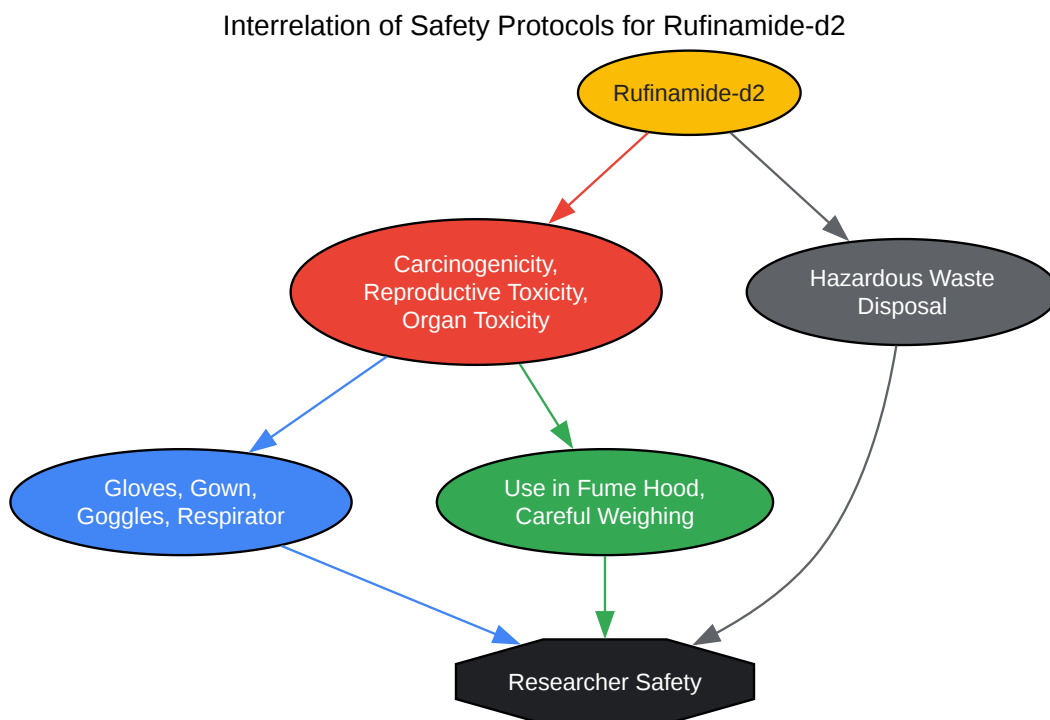 Interrelation of Safety Protocols for Rufinamide-d2
Rufinamide-d2
Carcinogenicity,
Reproductive Toxicity,
Organ Toxicity
Hazardous Waste
Disposal
Gloves, Gown,
Goggles, Respirator
Use in Fume Hood,
Careful Weighing
Researcher Safety